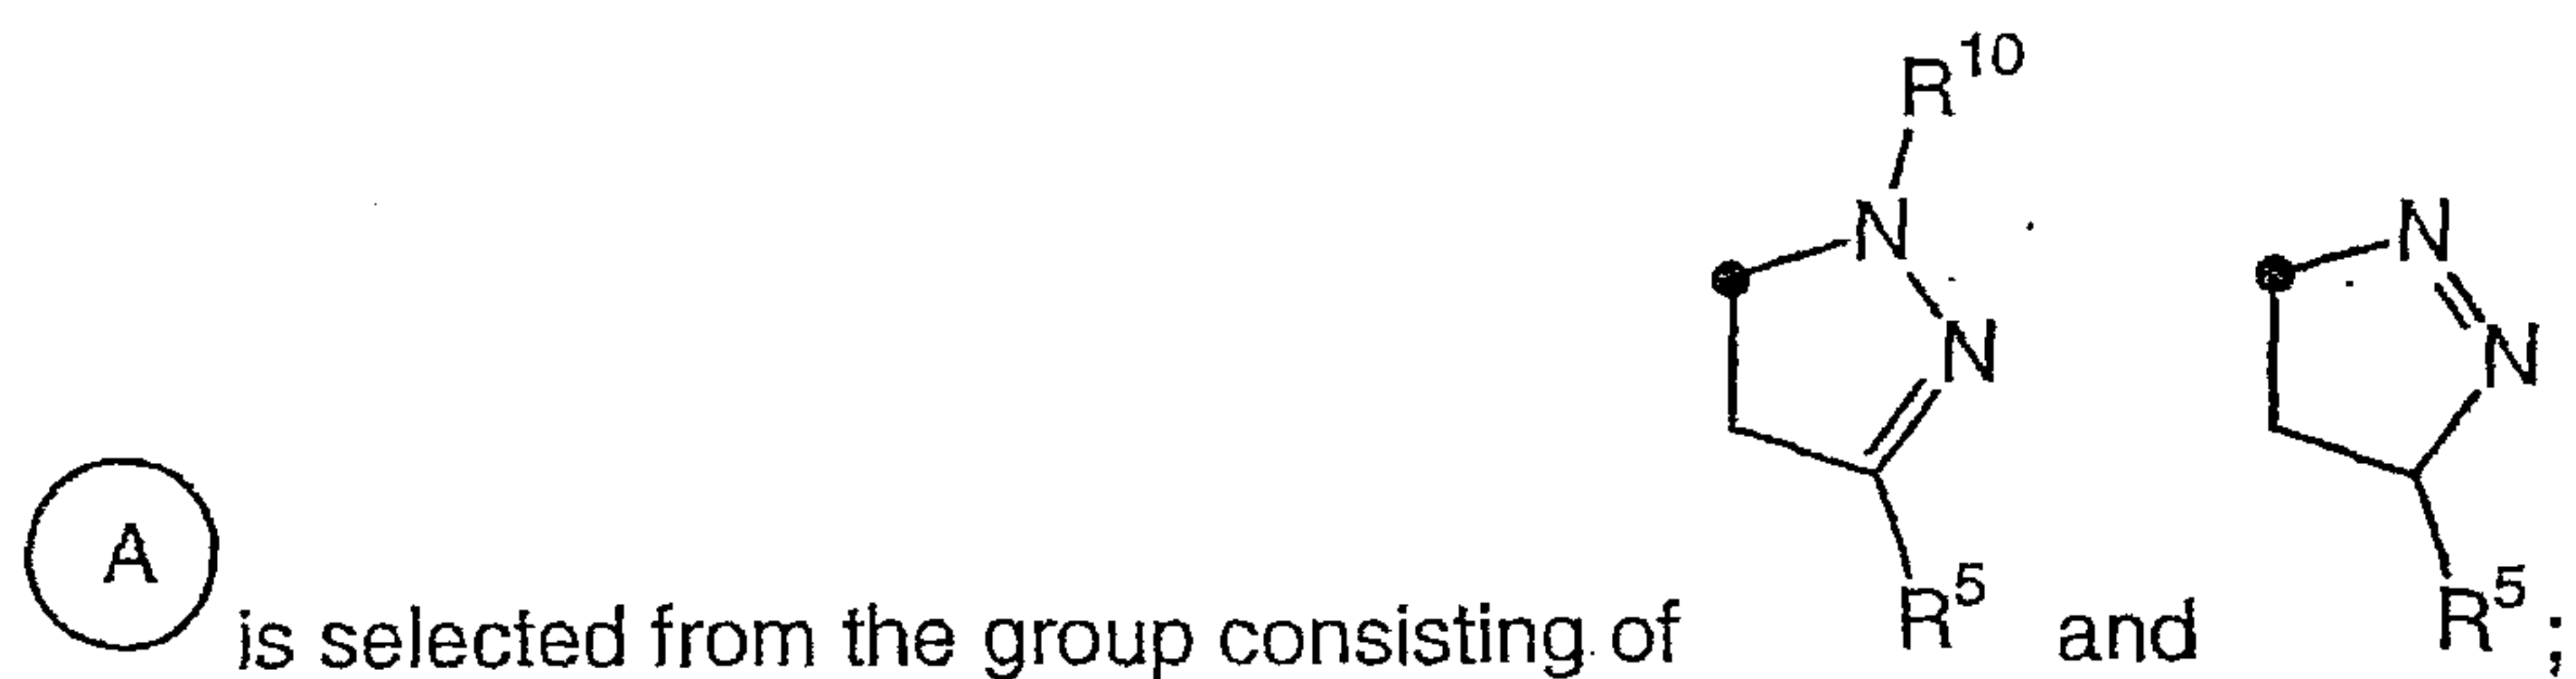 R¹⁰
N N
N N
A is selected from the group consisting of R⁵ and R⁵;